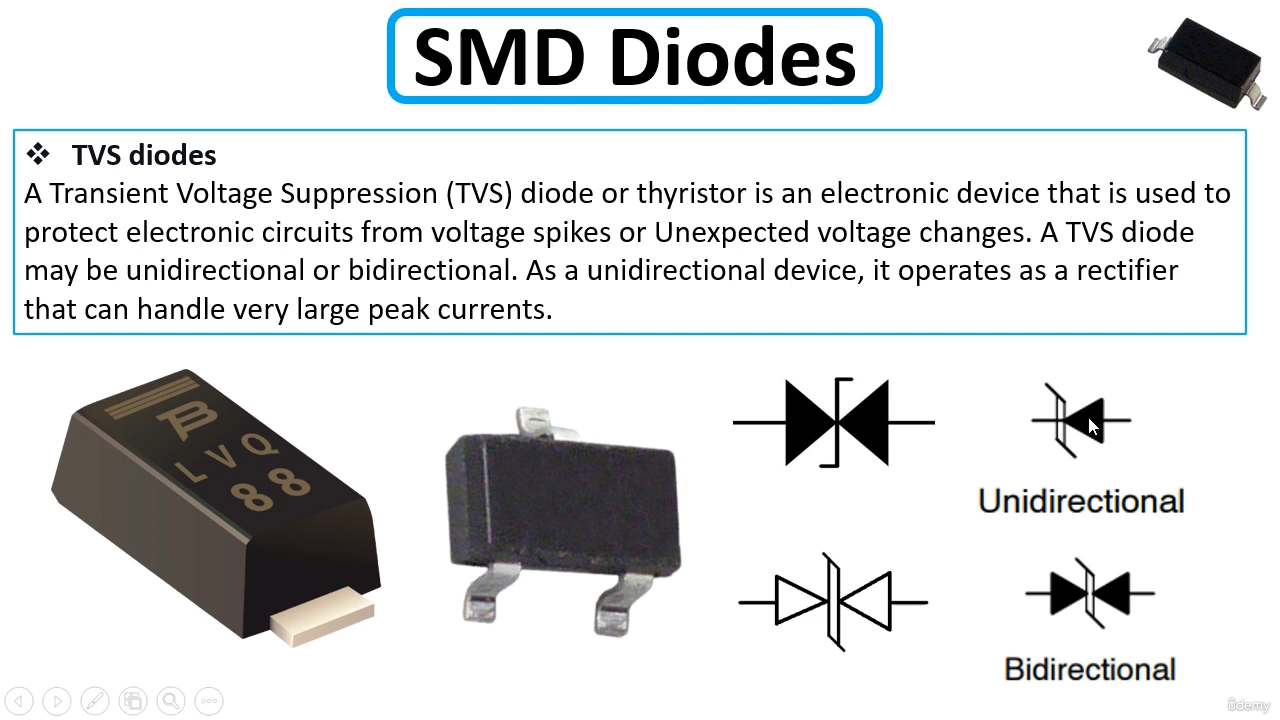 SMD Diodes
❖ TVS diodes
A Transient Voltage Suppression (TVS) diode or thyristor is an electronic device that is used to
protect electronic circuits from voltage spikes or Unexpected voltage changes. A TVS diode
may be unidirectional or bidirectional. As a unidirectional device, it operates as a rectifier
that can handle very large peak currents.
LVQ
88
Unidirectional
Bidirectional
ûdemy